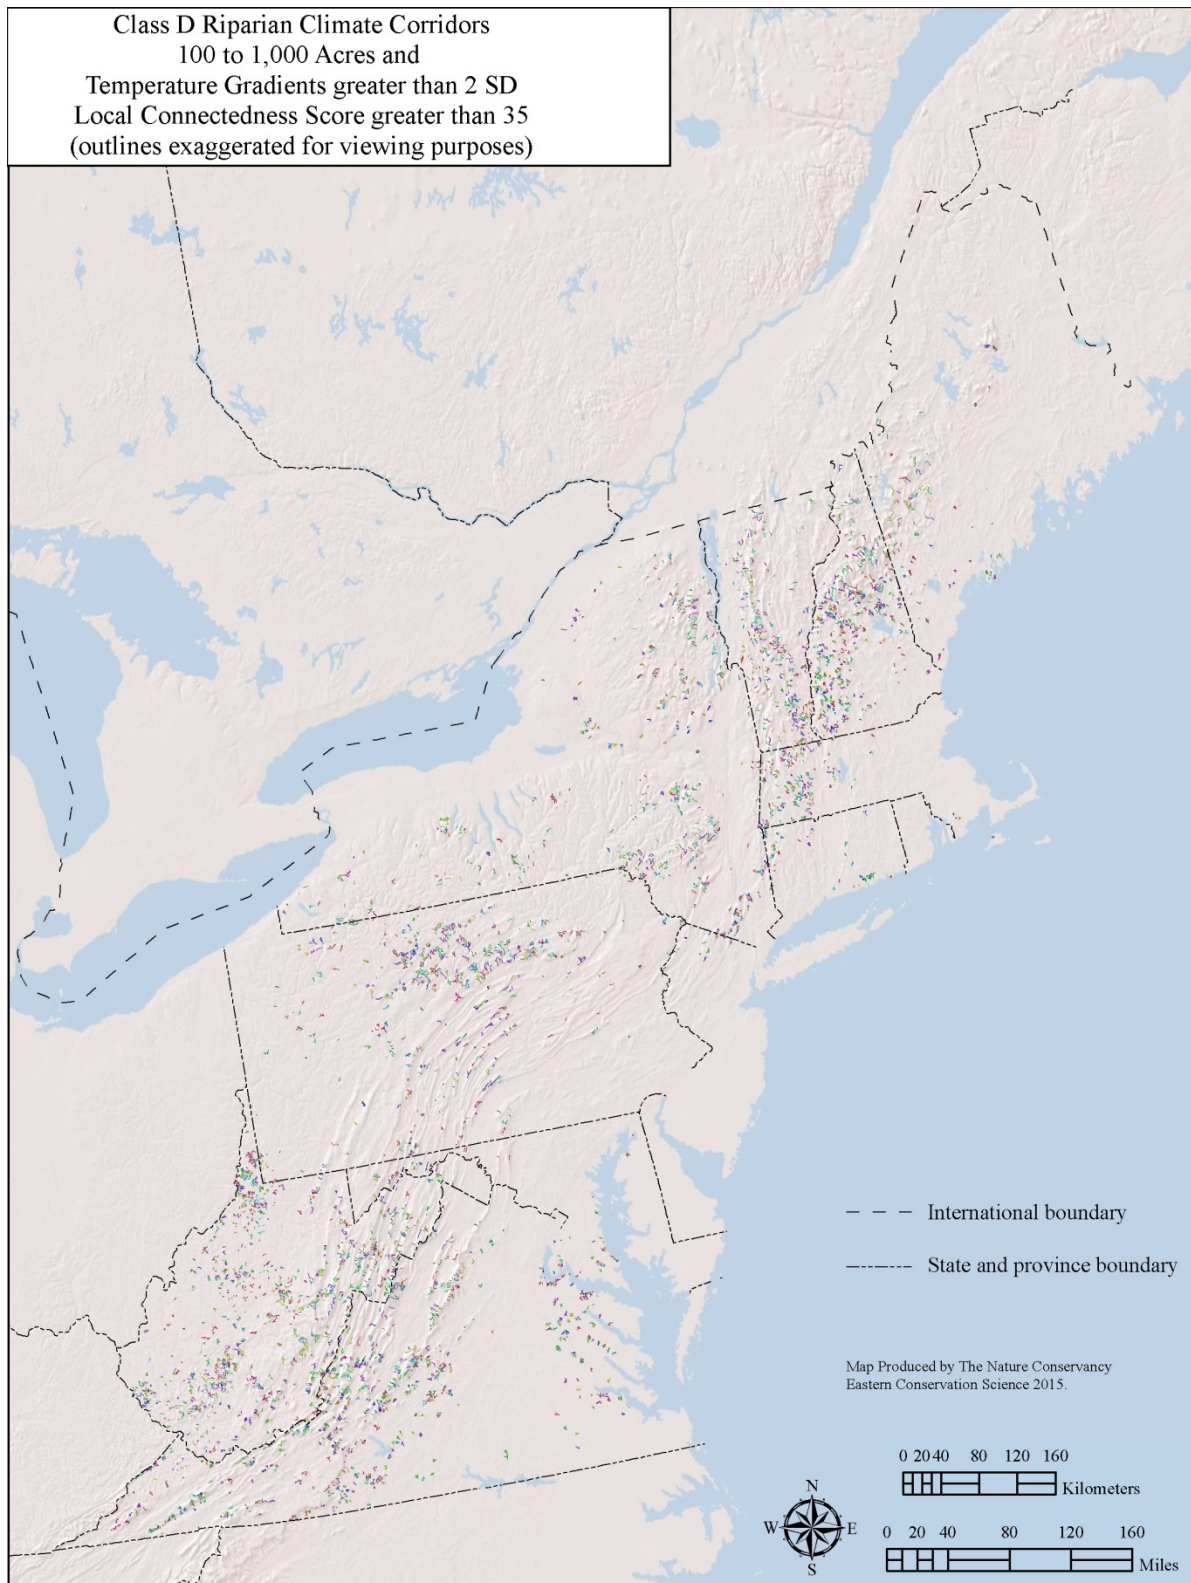 Class D Riparian Climate Corridors
100 to 1,000 Acres and
Temperature Gradients greater than 2 SD
Local Connectedness Score greater than 35
(outlines exaggerated for viewing purposes)
International boundary
State and province boundary
Map Produced by The Nature Conservancy
Eastern Conservation Science 2015.
0 20 40 80 120 160
Kilometers
N
W E
S
0 20 40 80 120 160
Miles